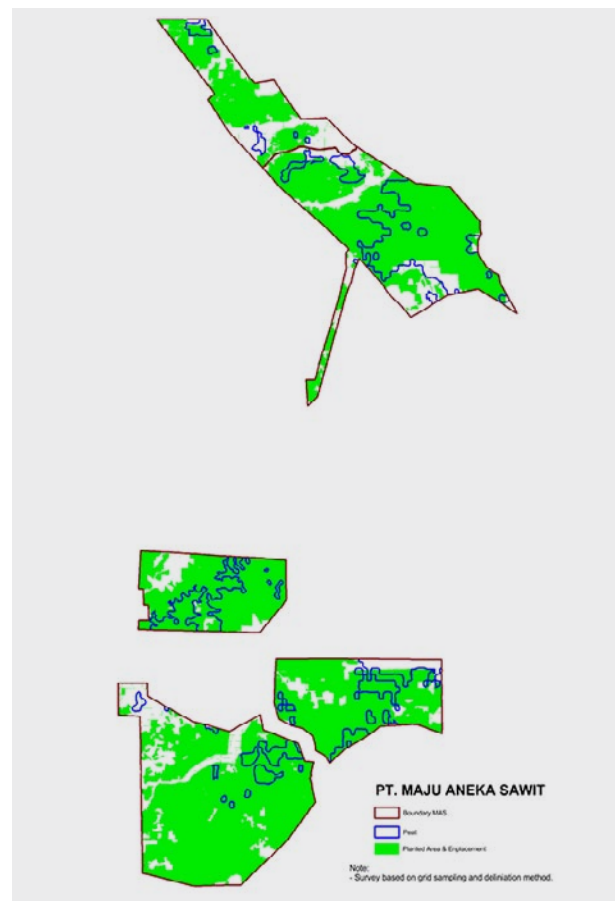 PT. MAJU ANEKA SAWIT
Boundary MAS
Peat
Planted Area & Emplacement
Note:
- Survey based on grid sampling and deliniation method.